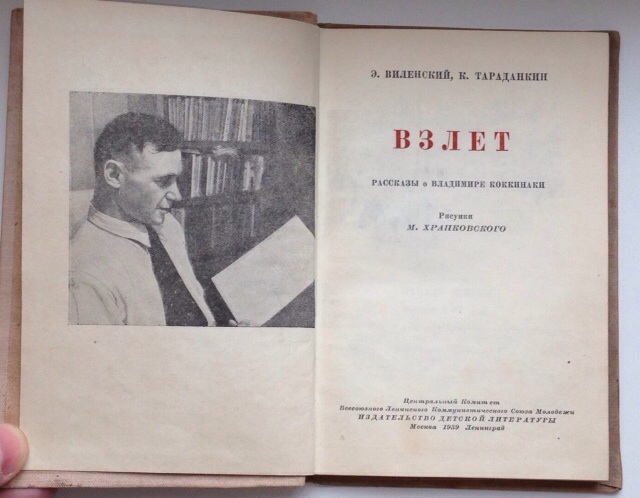 Э. ВИЛЕНСКИЙ, К. ТАРАДАНКИН
ВЗЛЕТ
РАССКАЗЫ о ВЛАДИМИРЕ КОККИНАКИ
Рисунки
М. ХРАПКОВСКОГО
Центральный Комитет
Всесоюзного Ленинского Коммунистического Союза Молодежи
ИЗДАТЕЛЬСТВО ДЕТСКОЙ ЛИТЕРАТУРЫ
Москва 1939 Ленинград